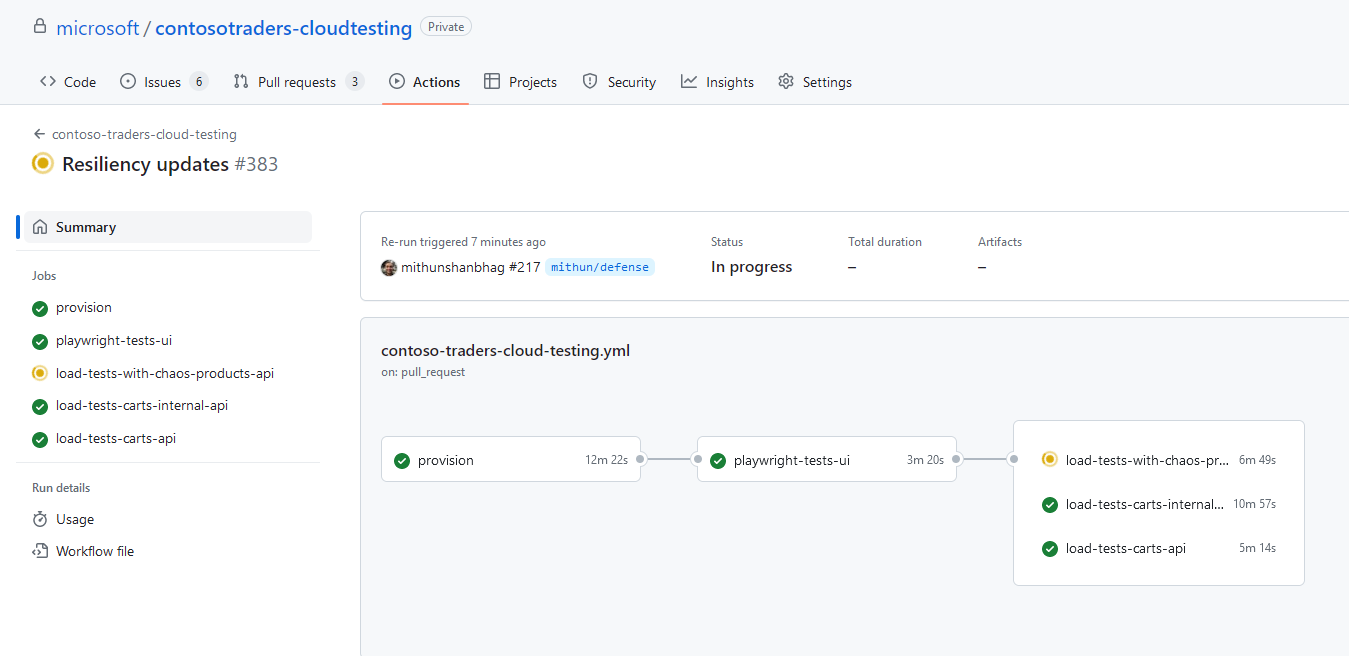 microsoft / contosotraders-cloudtesting Private
Code Issues 6 Pull requests 3 Actions Projects Security Insights Settings
contoso-traders-cloud-testing
Resiliency updates #383
Summary
Jobs
provision
playwright-tests-ui
load-tests-with-chaos-products-api
load-tests-carts-internal-api
load-tests-carts-api
Run details
Usage
Workflow file
Re-run triggered 7 minutes ago
mithunshanbhag #217 mithun/defense
Status
In progress
Total duration
–
Artifacts
–
contoso-traders-cloud-testing.yml
on: pull_request
provision 12m 22s
playwright-tests-ui 3m 20s
load-tests-with-chaos-pr... 6m 49s
load-tests-carts-internal... 10m 57s
load-tests-carts-api 5m 14s